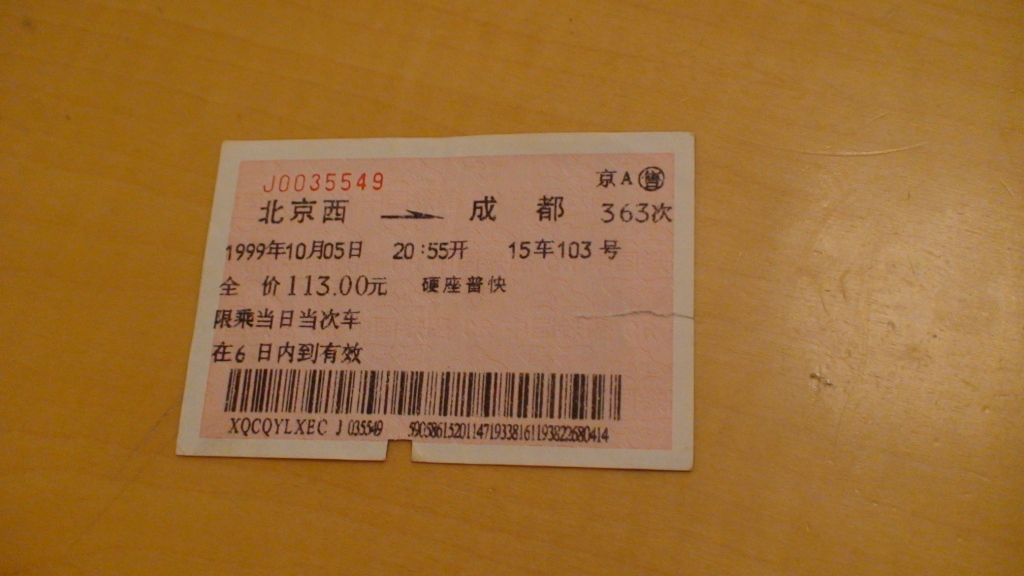 J0035549 京A售
北京西 成都 363次
1999年10月05日 20:55开 15车103号
全 价113.00元 硬座普快
限乘当日当次车
在6日内到有效
XQCQYLXEC J 035549